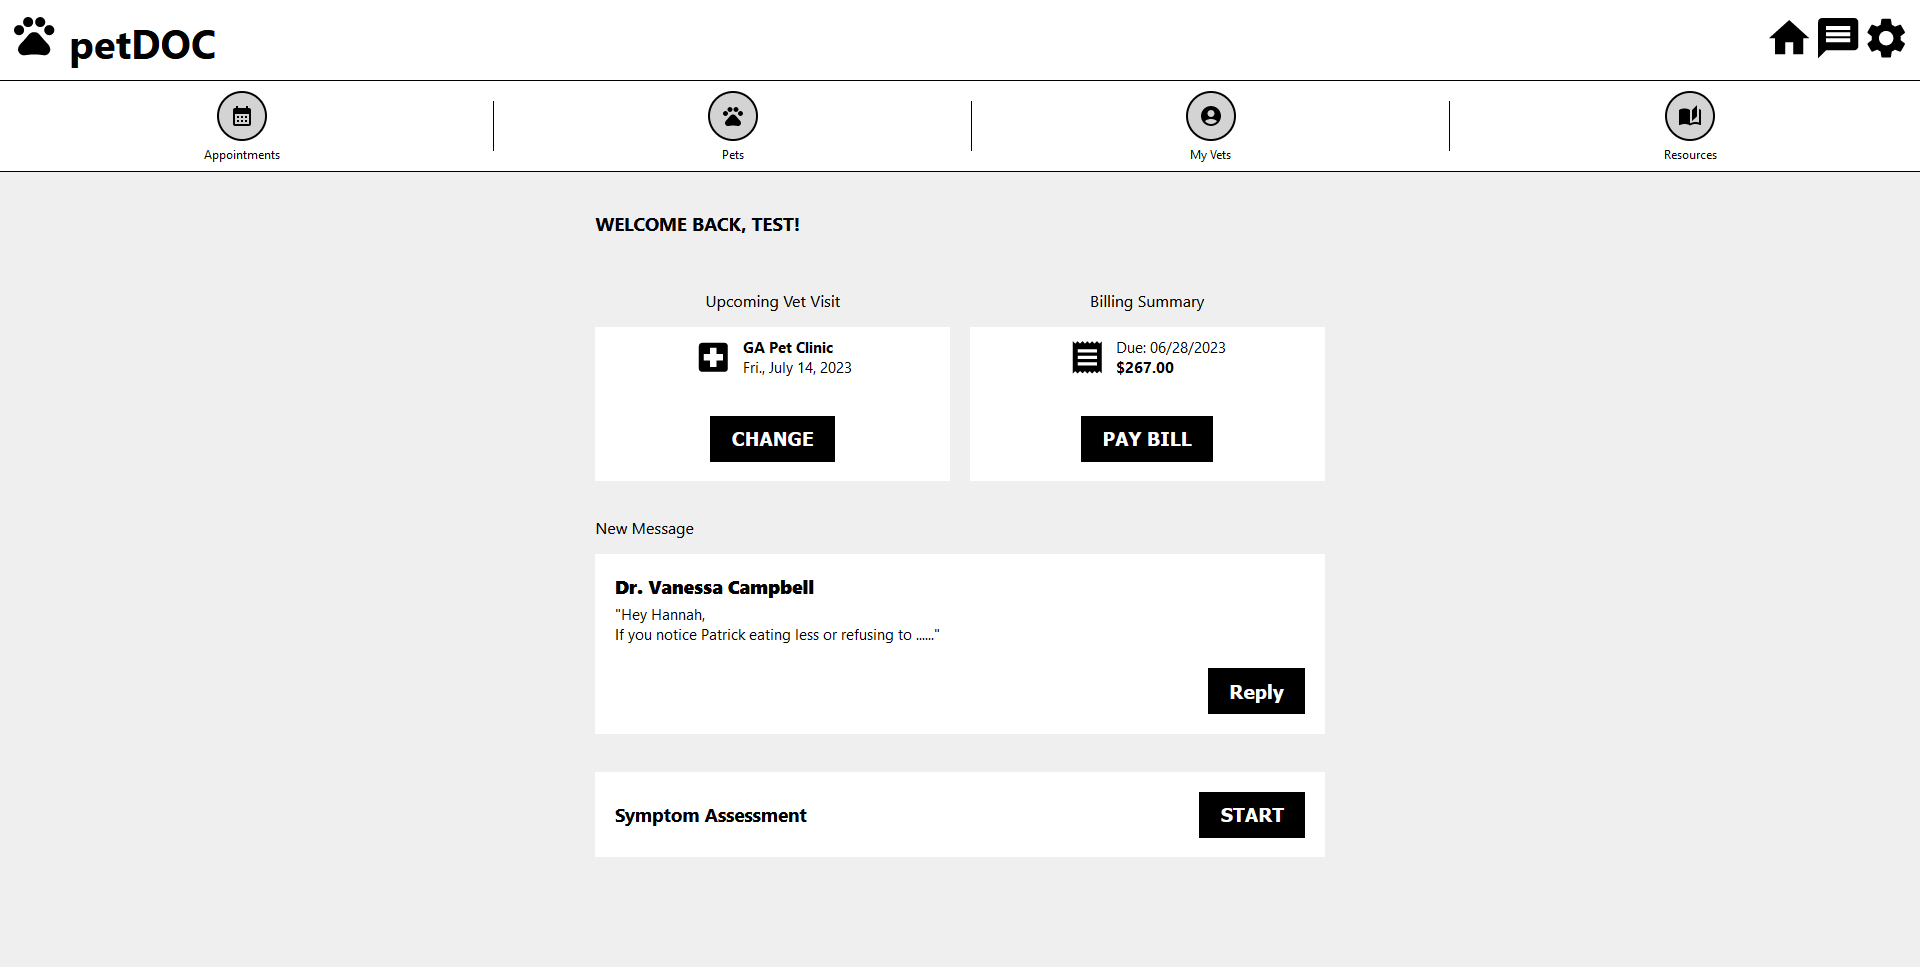 petDOC
Appointments
Pets
My Vets
Resources
WELCOME BACK, TEST!
Upcoming Vet Visit
Billing Summary
GA Pet Clinic
Fri., July 14, 2023
Due: 06/28/2023
$267.00
CHANGE
PAY BILL
New Message
Dr. Vanessa Campbell
"Hey Hannah,
If you notice Patrick eating less or refusing to ......"
Reply
Symptom Assessment
START